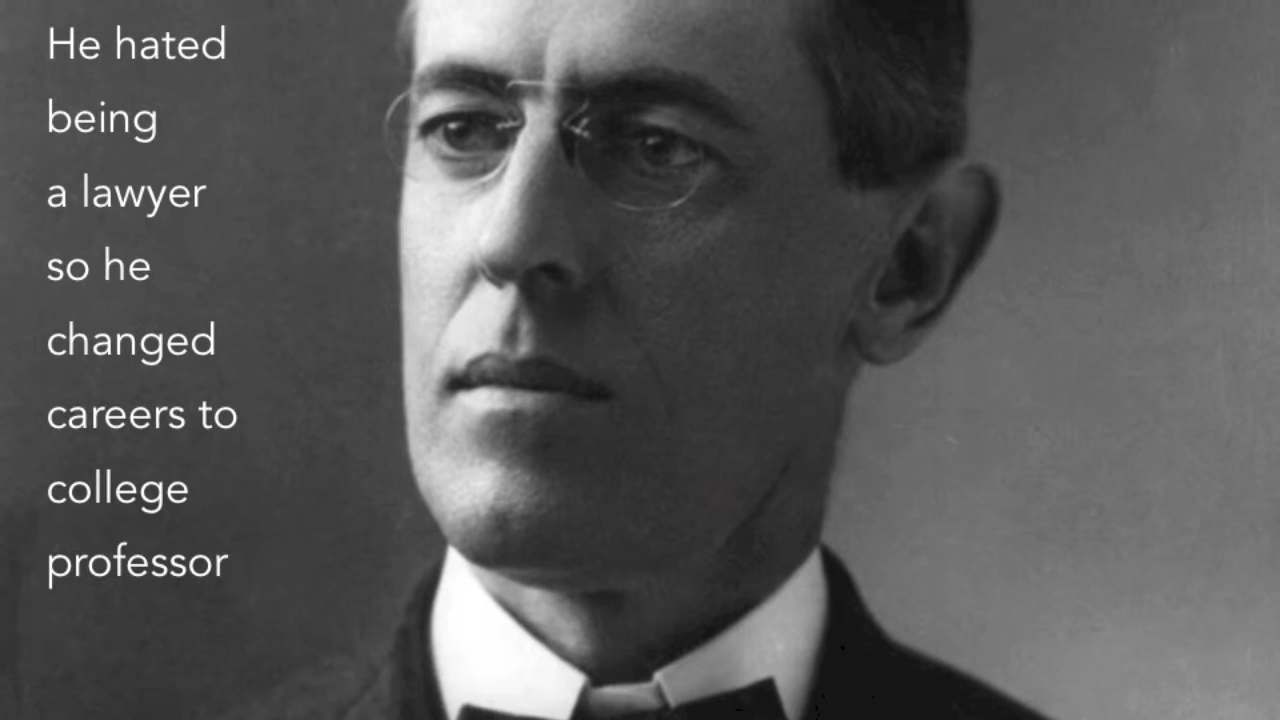 He hated
being
a lawyer
so he
changed
careers to
college
professor